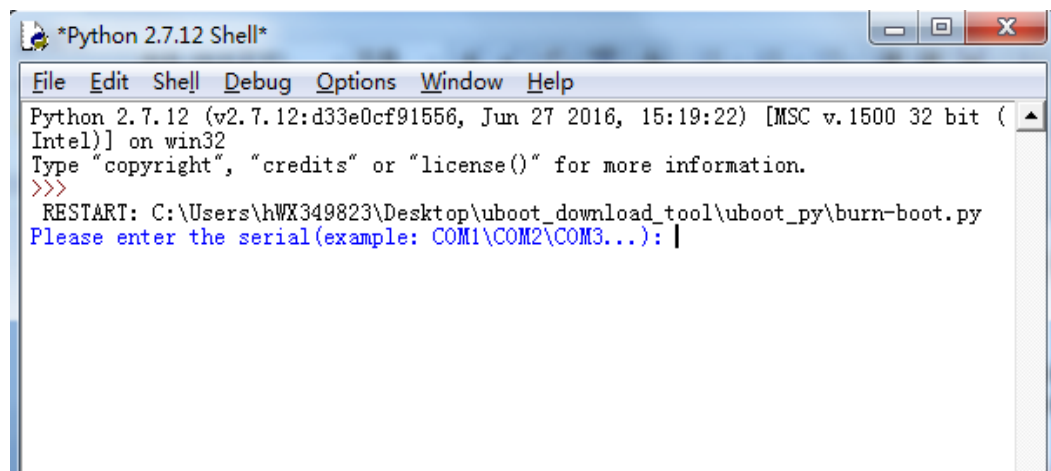 *Python 2.7.12 Shell*
File Edit Shell Debug Options Window Help
Python 2.7.12 (v2.7.12:d33e0cf91556, Jun 27 2016, 15:19:22) [MSC v.1500 32 bit (
Intel)] on win32
Type "copyright", "credits" or "license()" for more information.
>>>
RESTART: C:\Users\hWX349823\Desktop\uboot_download_tool\uboot_py\burn-boot.py
Please enter the serial(example: COM1\COM2\COM3...):